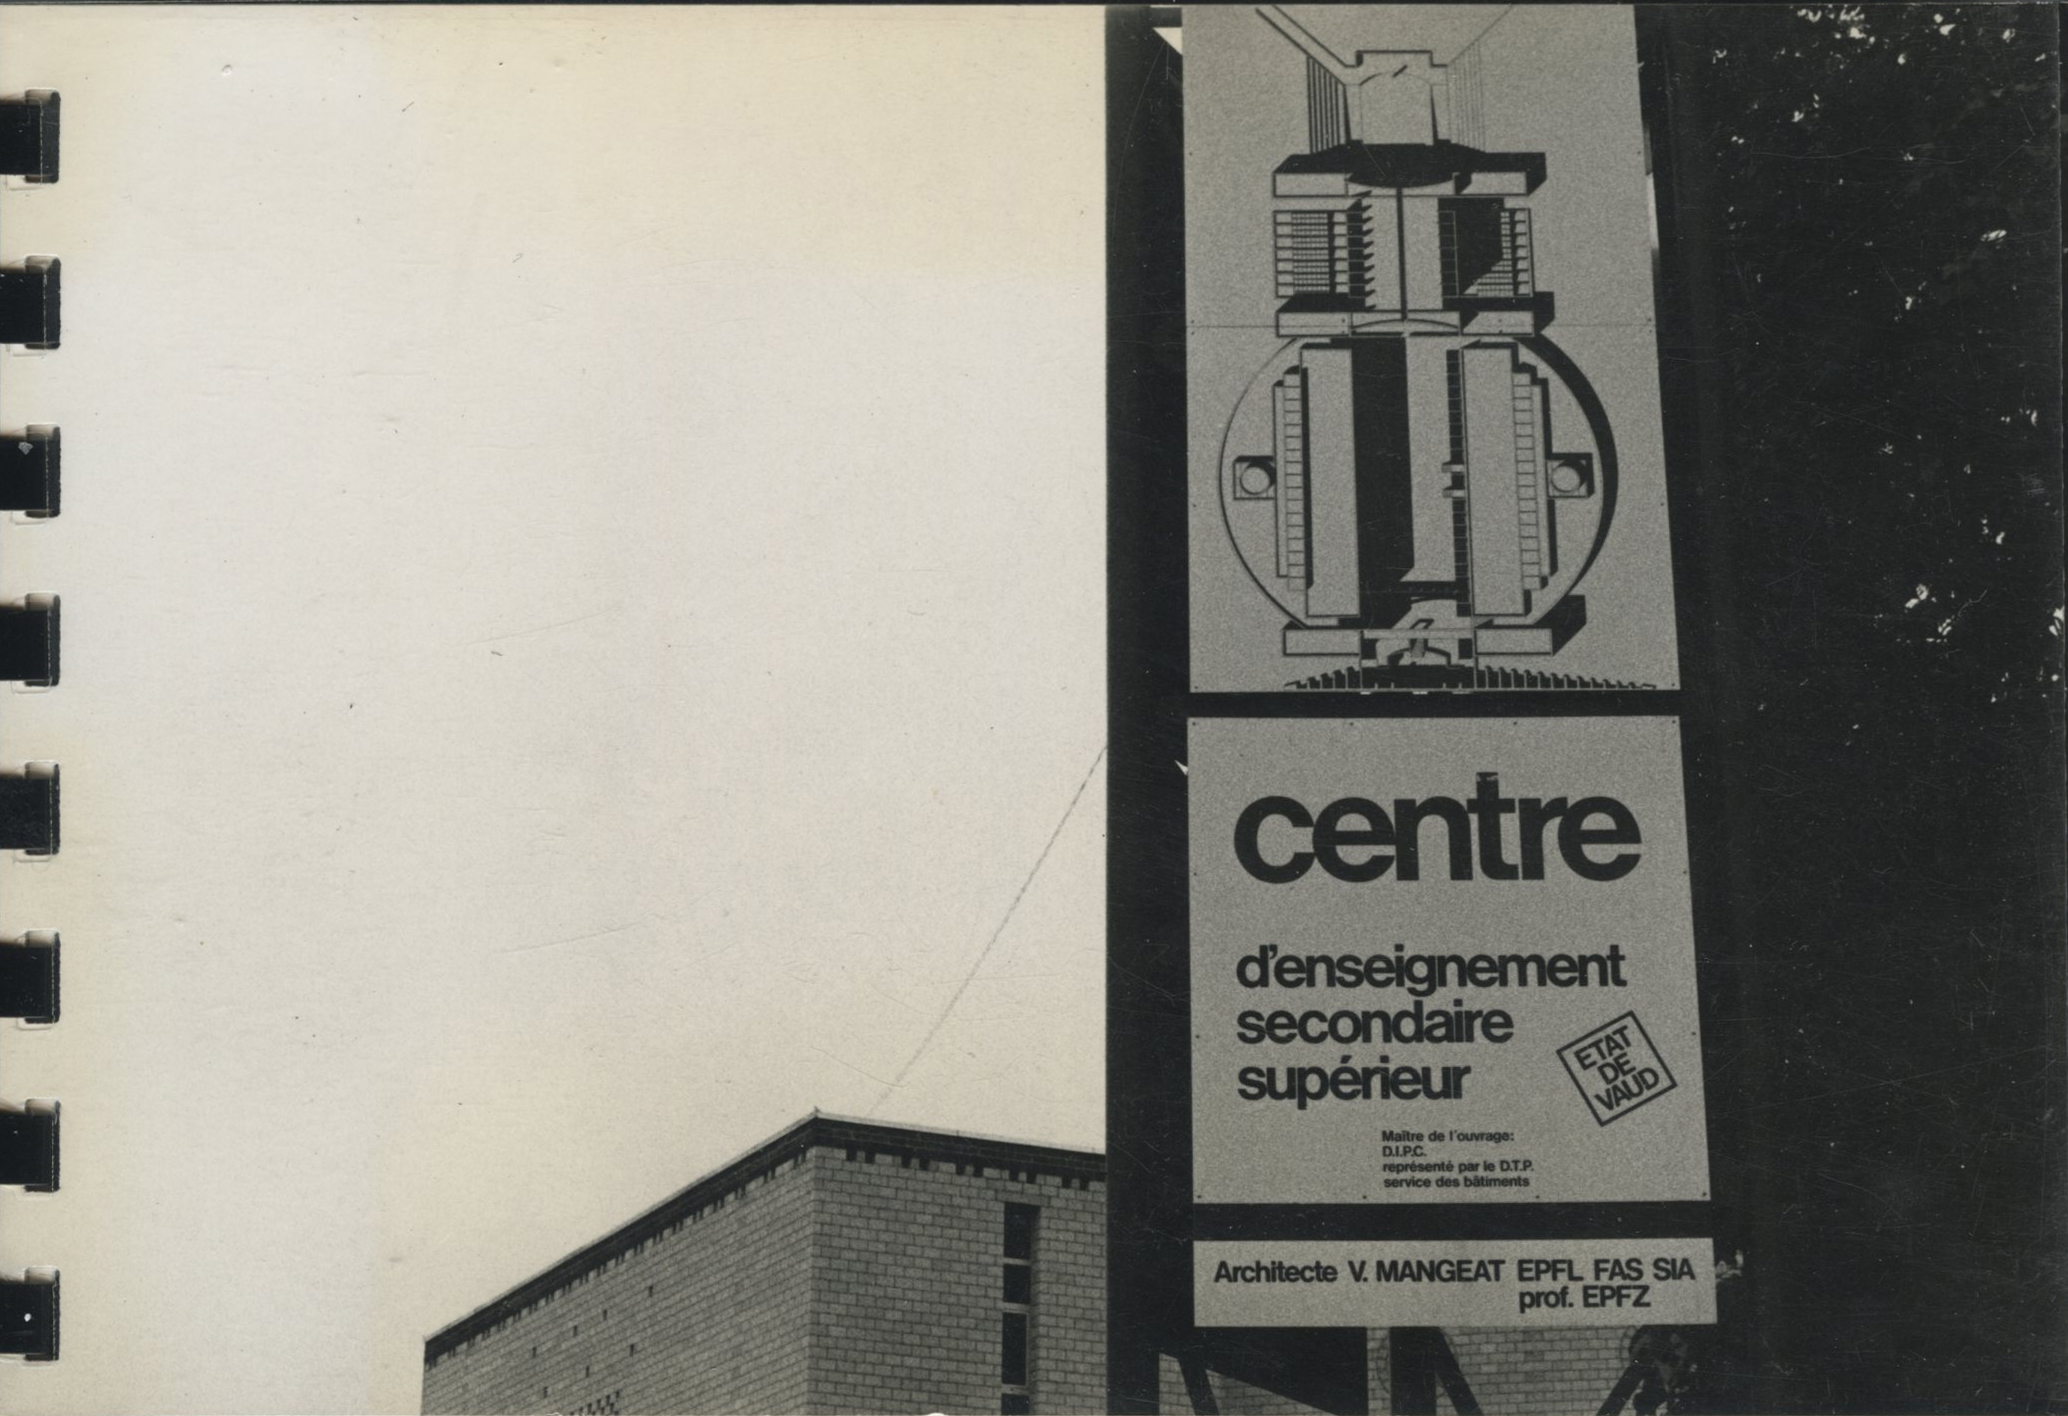 centre
d'enseignement
secondaire
supérieur
ETAT
DE
VAUD
Maître de l'ouvrage:
D.I.P.C.
représenté par le D.T.P.
service des bâtiments
Architecte V. MANGEAT EPFL FAS SIA
prof. EPFZ